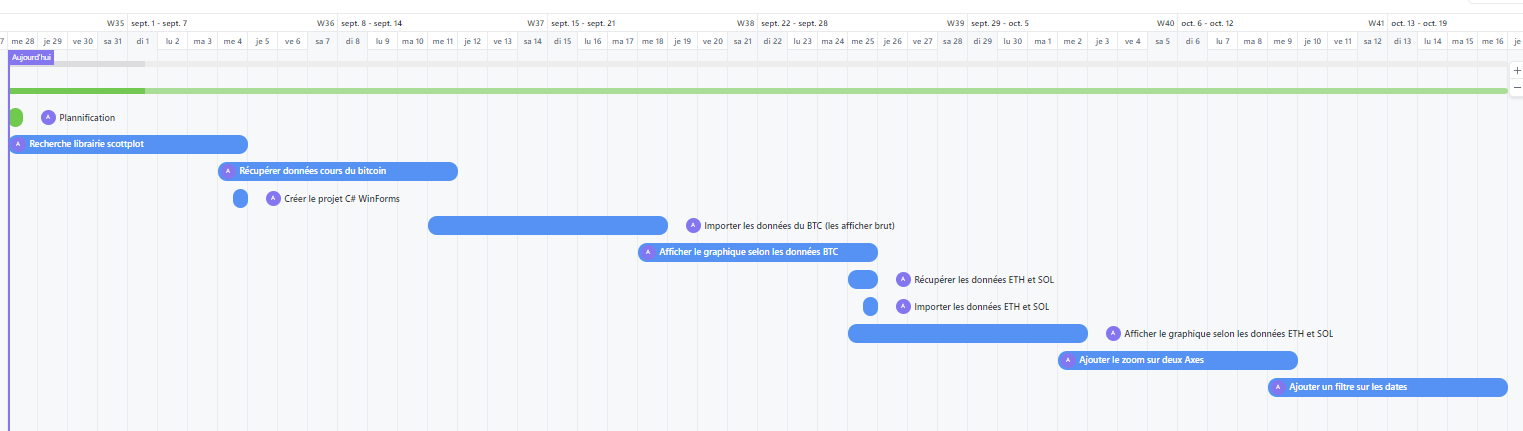 W35 sept. 1 - sept. 7 W36 sept. 8 - sept. 14 W37 sept. 15 - sept. 21 W38 sept. 22 - sept. 28 W39 sept. 29 - oct. 5 W40 oct. 6 - oct. 12 W41 oct. 13 - oct. 19
7 me 28 je 29 ve 30 sa 31 di 1 lu 2 ma 3 me 4 je 5 ve 6 sa 7 di 8 lu 9 ma 10 me 11 je 12 ve 13 sa 14 di 15 lu 16 ma 17 me 18 je 19 ve 20 sa 21 di 22 lu 23 ma 24 me 25 je 26 ve 27 sa 28 di 29 lu 30 ma 1 me 2 je 3 ve 4 sa 5 di 6 lu 7 ma 8 me 9 je 10 ve 11 sa 12 di 13 lu 14 ma 15 me 16 je
Aujourd'hui
+
−
A Plannification
A Recherche librairie scottplot
A Récupérer données cours du bitcoin
A Créer le projet C# WinForms
A Importer les données du BTC (les afficher brut)
A Afficher le graphique selon les données BTC
A Récupérer les données ETH et SOL
A Importer les données ETH et SOL
A Afficher le graphique selon les données ETH et SOL
A Ajouter le zoom sur deux Axes
A Ajouter un filtre sur les dates